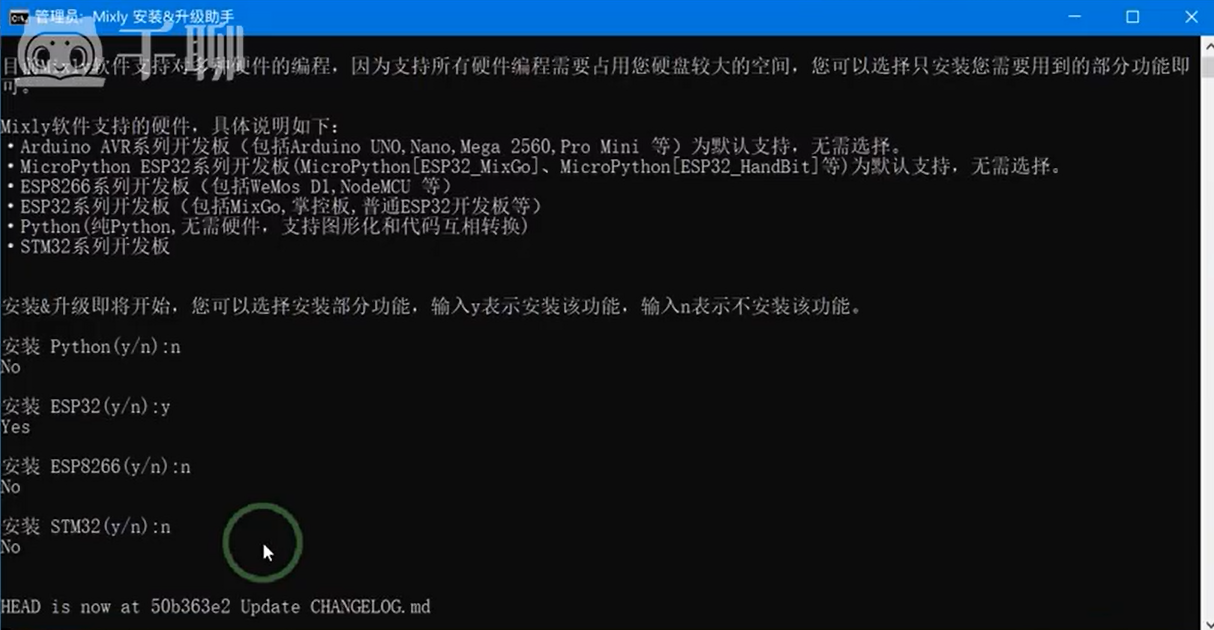 管理员: Mixly 安装&升级助手
千聊
目前Mixly软件支持对多种硬件的编程，因为支持所有硬件编程需要占用您硬盘较大的空间，您可以选择只安装您需要用到的部分功能即
可。
Mixly软件支持的硬件，具体说明如下：
·Arduino AVR系列开发板（包括Arduino UNO,Nano,Mega 2560,Pro Mini 等）为默认支持，无需选择。
·MicroPython ESP32系列开发板(MicroPython[ESP32_MixGo]、MicroPython[ESP32_HandBit]等)为默认支持，无需选择。
·ESP8266系列开发板（包括WeMos D1,NodeMCU 等）
·ESP32系列开发板（包括MixGo,掌控板,普通ESP32开发板等）
·Python(纯Python,无需硬件，支持图形化和代码互相转换)
·STM32系列开发板
安装&升级即将开始，您可以选择安装部分功能，输入y表示安装该功能，输入n表示不安装该功能。
安装 Python(y/n):n
No
安装 ESP32(y/n):y
Yes
安装 ESP8266(y/n):n
No
安装 STM32(y/n):n
No
HEAD is now at 50b363e2 Update CHANGELOG.md